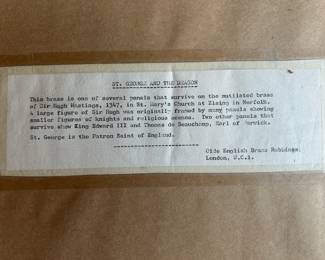 ST. GEORGE AND THE DRAGON
This brass is one of several panels that survive on the mutilated brass
of Sir Hugh Hastings, 1347, in St. Mary's Church at Elsing in Norfolk.
A large figure of Sir Hugh was originally framed by many panels showing
smaller figures of knights and religious scenes. Two other panels that
survive show King Edward III and Thomas de Beauchamp, Earl of Warwick.
St. George is the Patron Saint of England.
Olde English Brass Rubbings,
London, W.C.1.